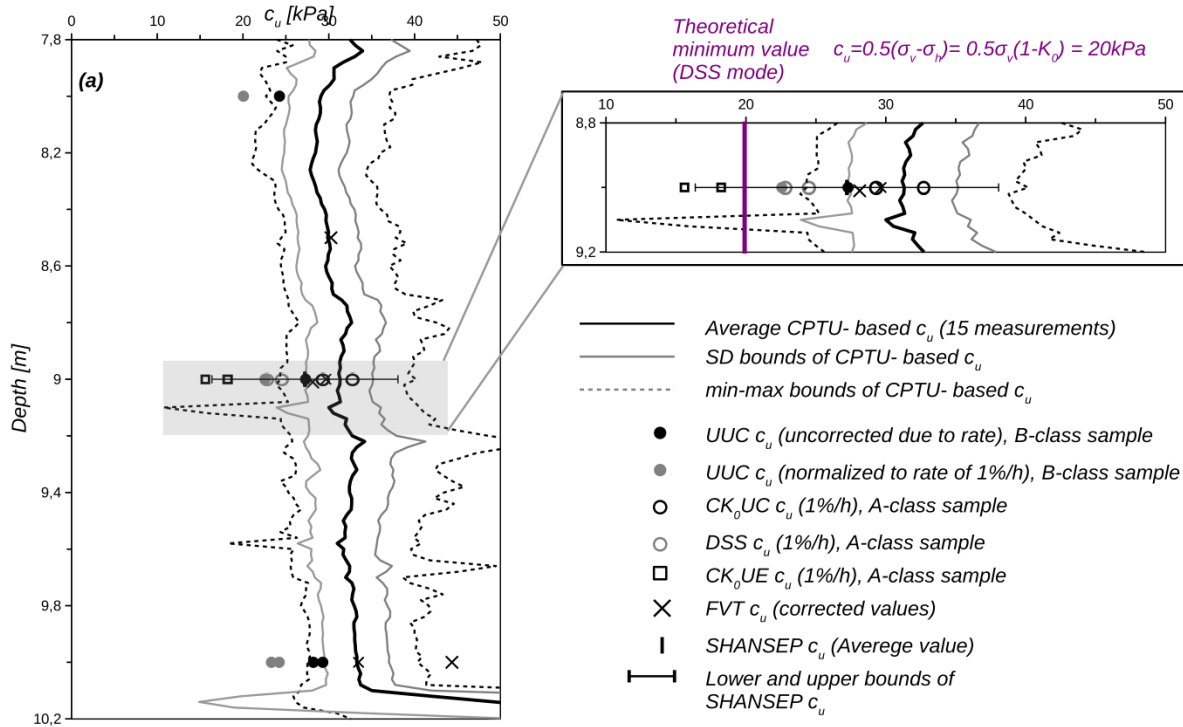 c_u [kPa]
0 10 20 30 40 50
7,8
(a)
8,2
8,6
9
9,4
9,8
10,2
Depth [m]
Theoretical
minimum value
(DSS mode)
c_u=0.5(σ_v-σ_h)= 0.5σ_v(1-K_0) = 20kPa
10 20 30 40 50
8,8
9,2
Average CPTU- based c_u (15 measurements)
SD bounds of CPTU- based c_u
min-max bounds of CPTU- based c_u
UUC c_u (uncorrected due to rate), B-class sample
UUC c_u (normalized to rate of 1%/h), B-class sample
CK_0UC c_u (1%/h), A-class sample
DSS c_u (1%/h), A-class sample
CK_0UE c_u (1%/h), A-class sample
FVT c_u (corrected values)
SHANSEP c_u (Averege value)
Lower and upper bounds of
SHANSEP c_u